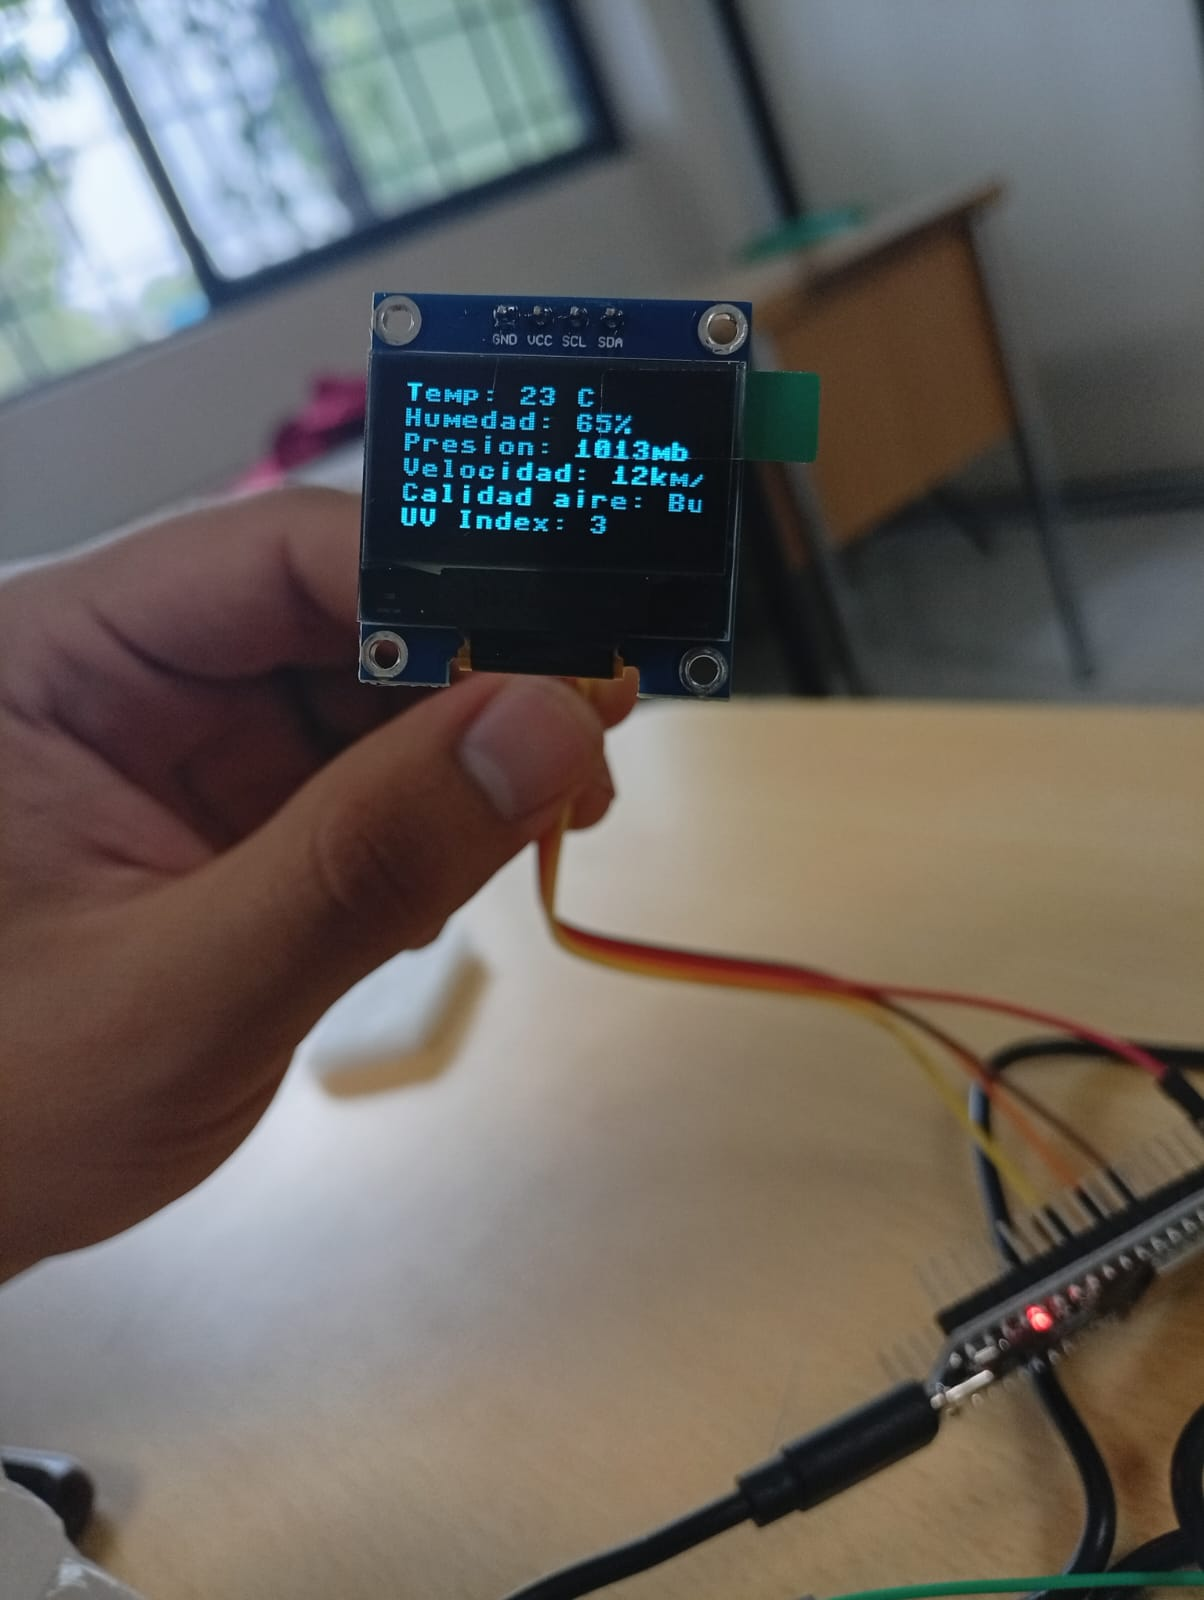 GND VCC SCL SDA
Temp: 23 C
Humedad: 65%
Presion: 1013mb
Velocidad: 12km/
Calidad aire: Bu
UV Index: 3